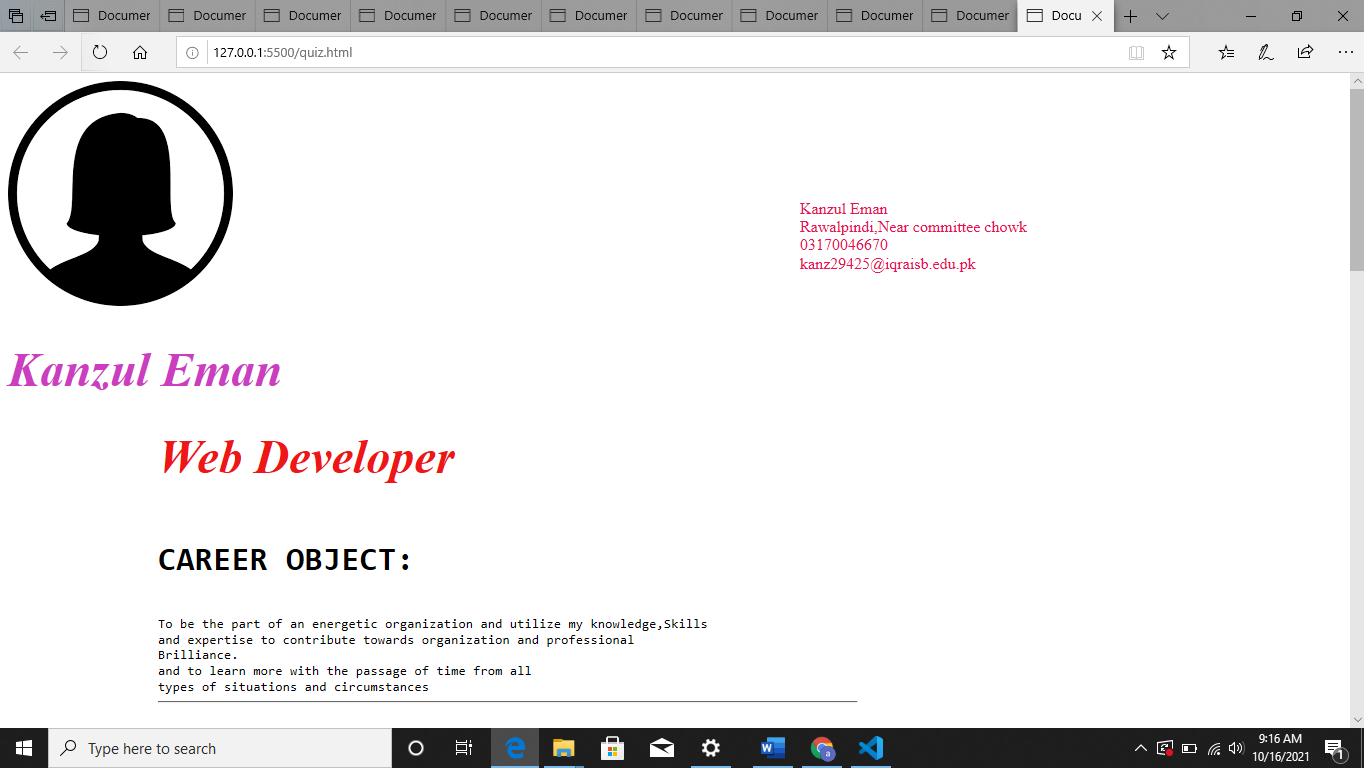 Documer Documer Documer Documer Documer Documer Documer Documer Documer Documer Docu
127.0.0.1:5500/quiz.html
Kanzul Eman
Rawalpindi,Near committee chowk
03170046670
kanz29425@iqraisb.edu.pk
Kanzul Eman
Web Developer
CAREER OBJECT:
To be the part of an energetic organization and utilize my knowledge,Skills
and expertise to contribute towards organization and professional
Brilliance.
and to learn more with the passage of time from all
types of situations and circumstances
Type here to search
9:16 AM
10/16/2021
1